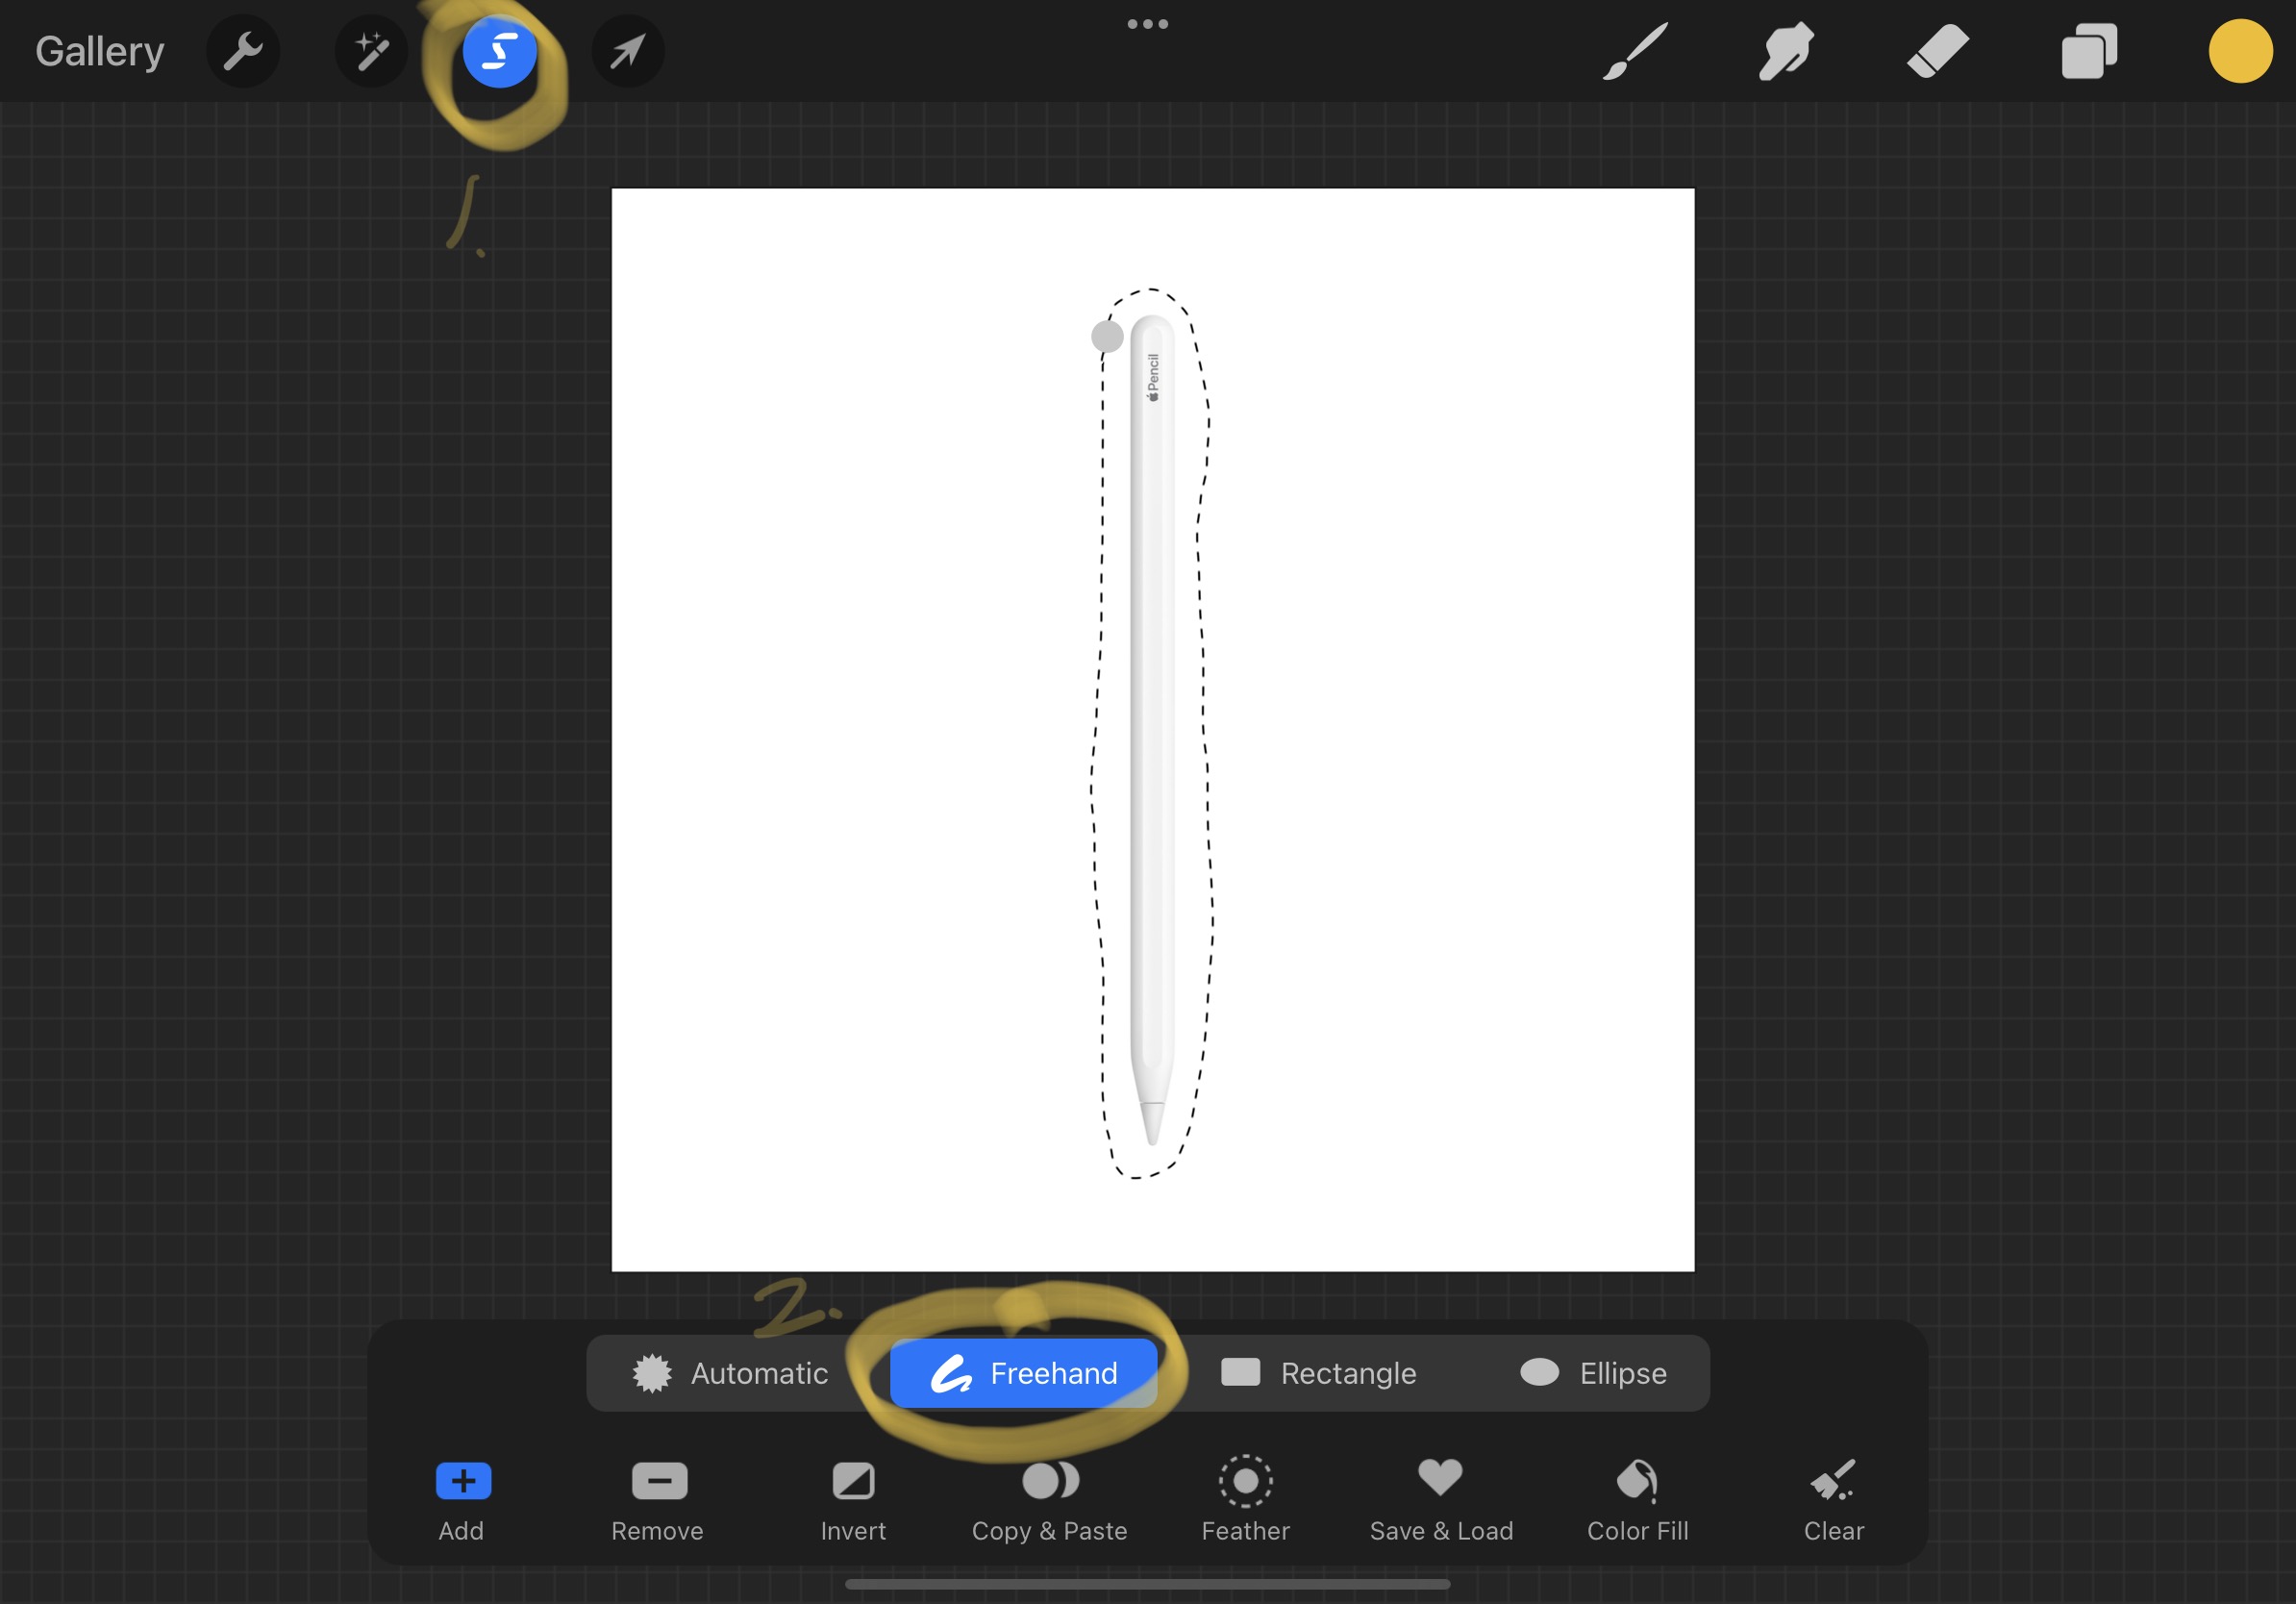 Gallery
1.
Pencil
2.
Automatic
Freehand
Rectangle
Ellipse
Add
Remove
Invert
Copy & Paste
Feather
Save & Load
Color Fill
Clear